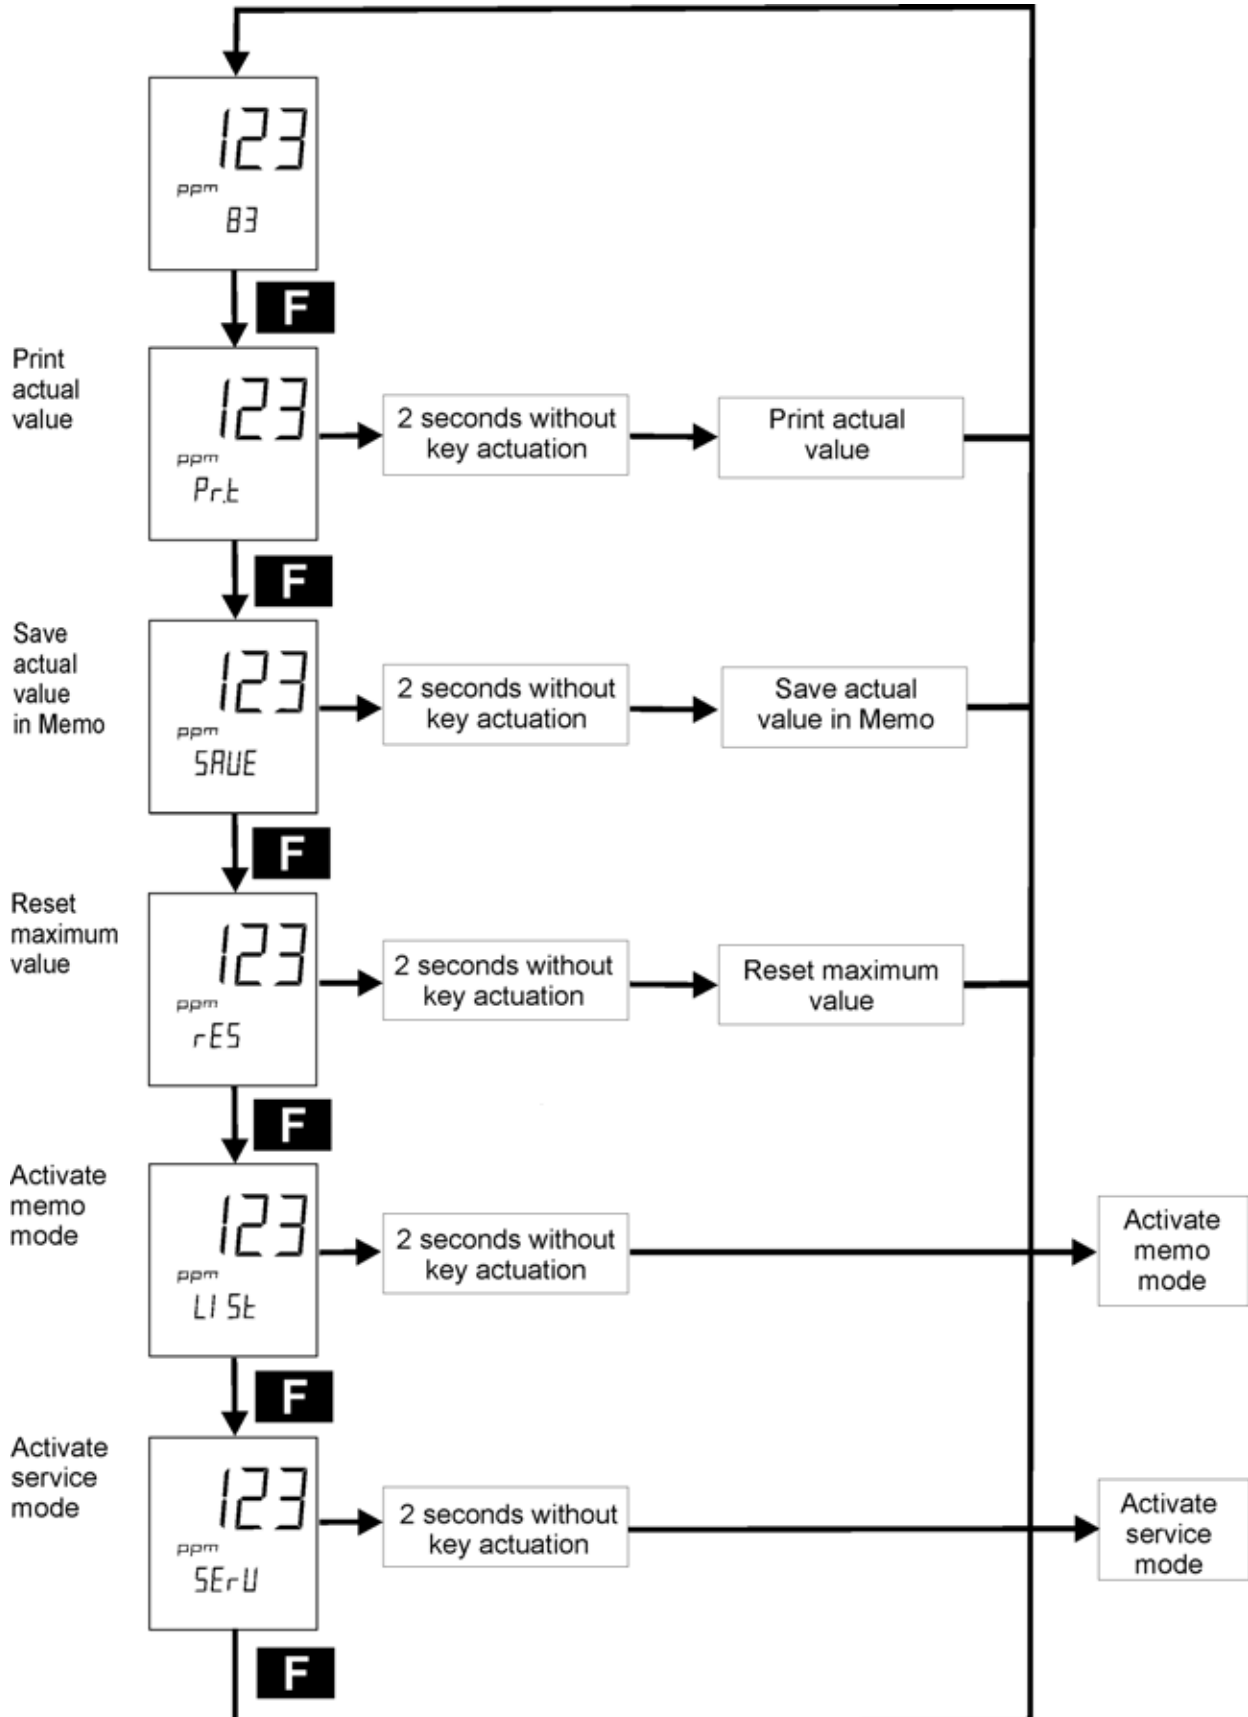 123
ppm
83
F
Print
actual
value
123
ppm
Pr.t
2 seconds without
key actuation
Print actual
value
F
Save
actual
value
in Memo
123
ppm
SAVE
2 seconds without
key actuation
Save actual
value in Memo
F
Reset
maximum
value
123
ppm
rES
2 seconds without
key actuation
Reset maximum
value
F
Activate
memo
mode
123
ppm
LISt
2 seconds without
key actuation
Activate
memo
mode
F
Activate
service
mode
123
ppm
SErV
2 seconds without
key actuation
Activate
service
mode
F